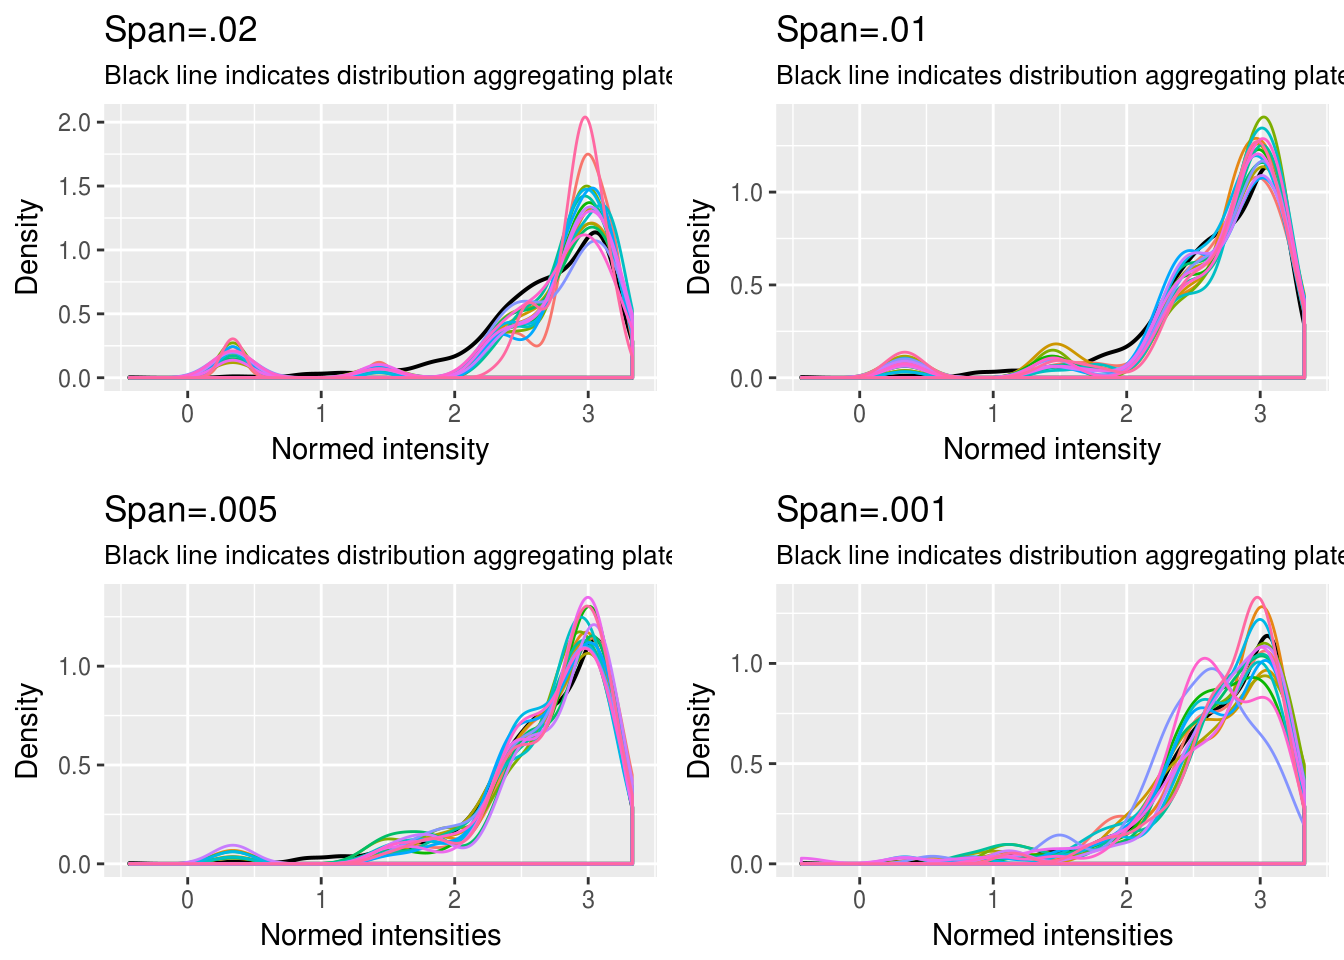 Span=.02
Black line indicates distribution aggregating plate
Density
2.0
1.5
1.0
0.5
0.0
0 1 2 3
Normed intensity
Span=.01
Black line indicates distribution aggregating plate
Density
1.0
0.5
0.0
0 1 2 3
Normed intensity
Span=.005
Black line indicates distribution aggregating plate
Density
1.0
0.5
0.0
0 1 2 3
Normed intensities
Span=.001
Black line indicates distribution aggregating plate
Density
1.0
0.5
0.0
0 1 2 3
Normed intensities